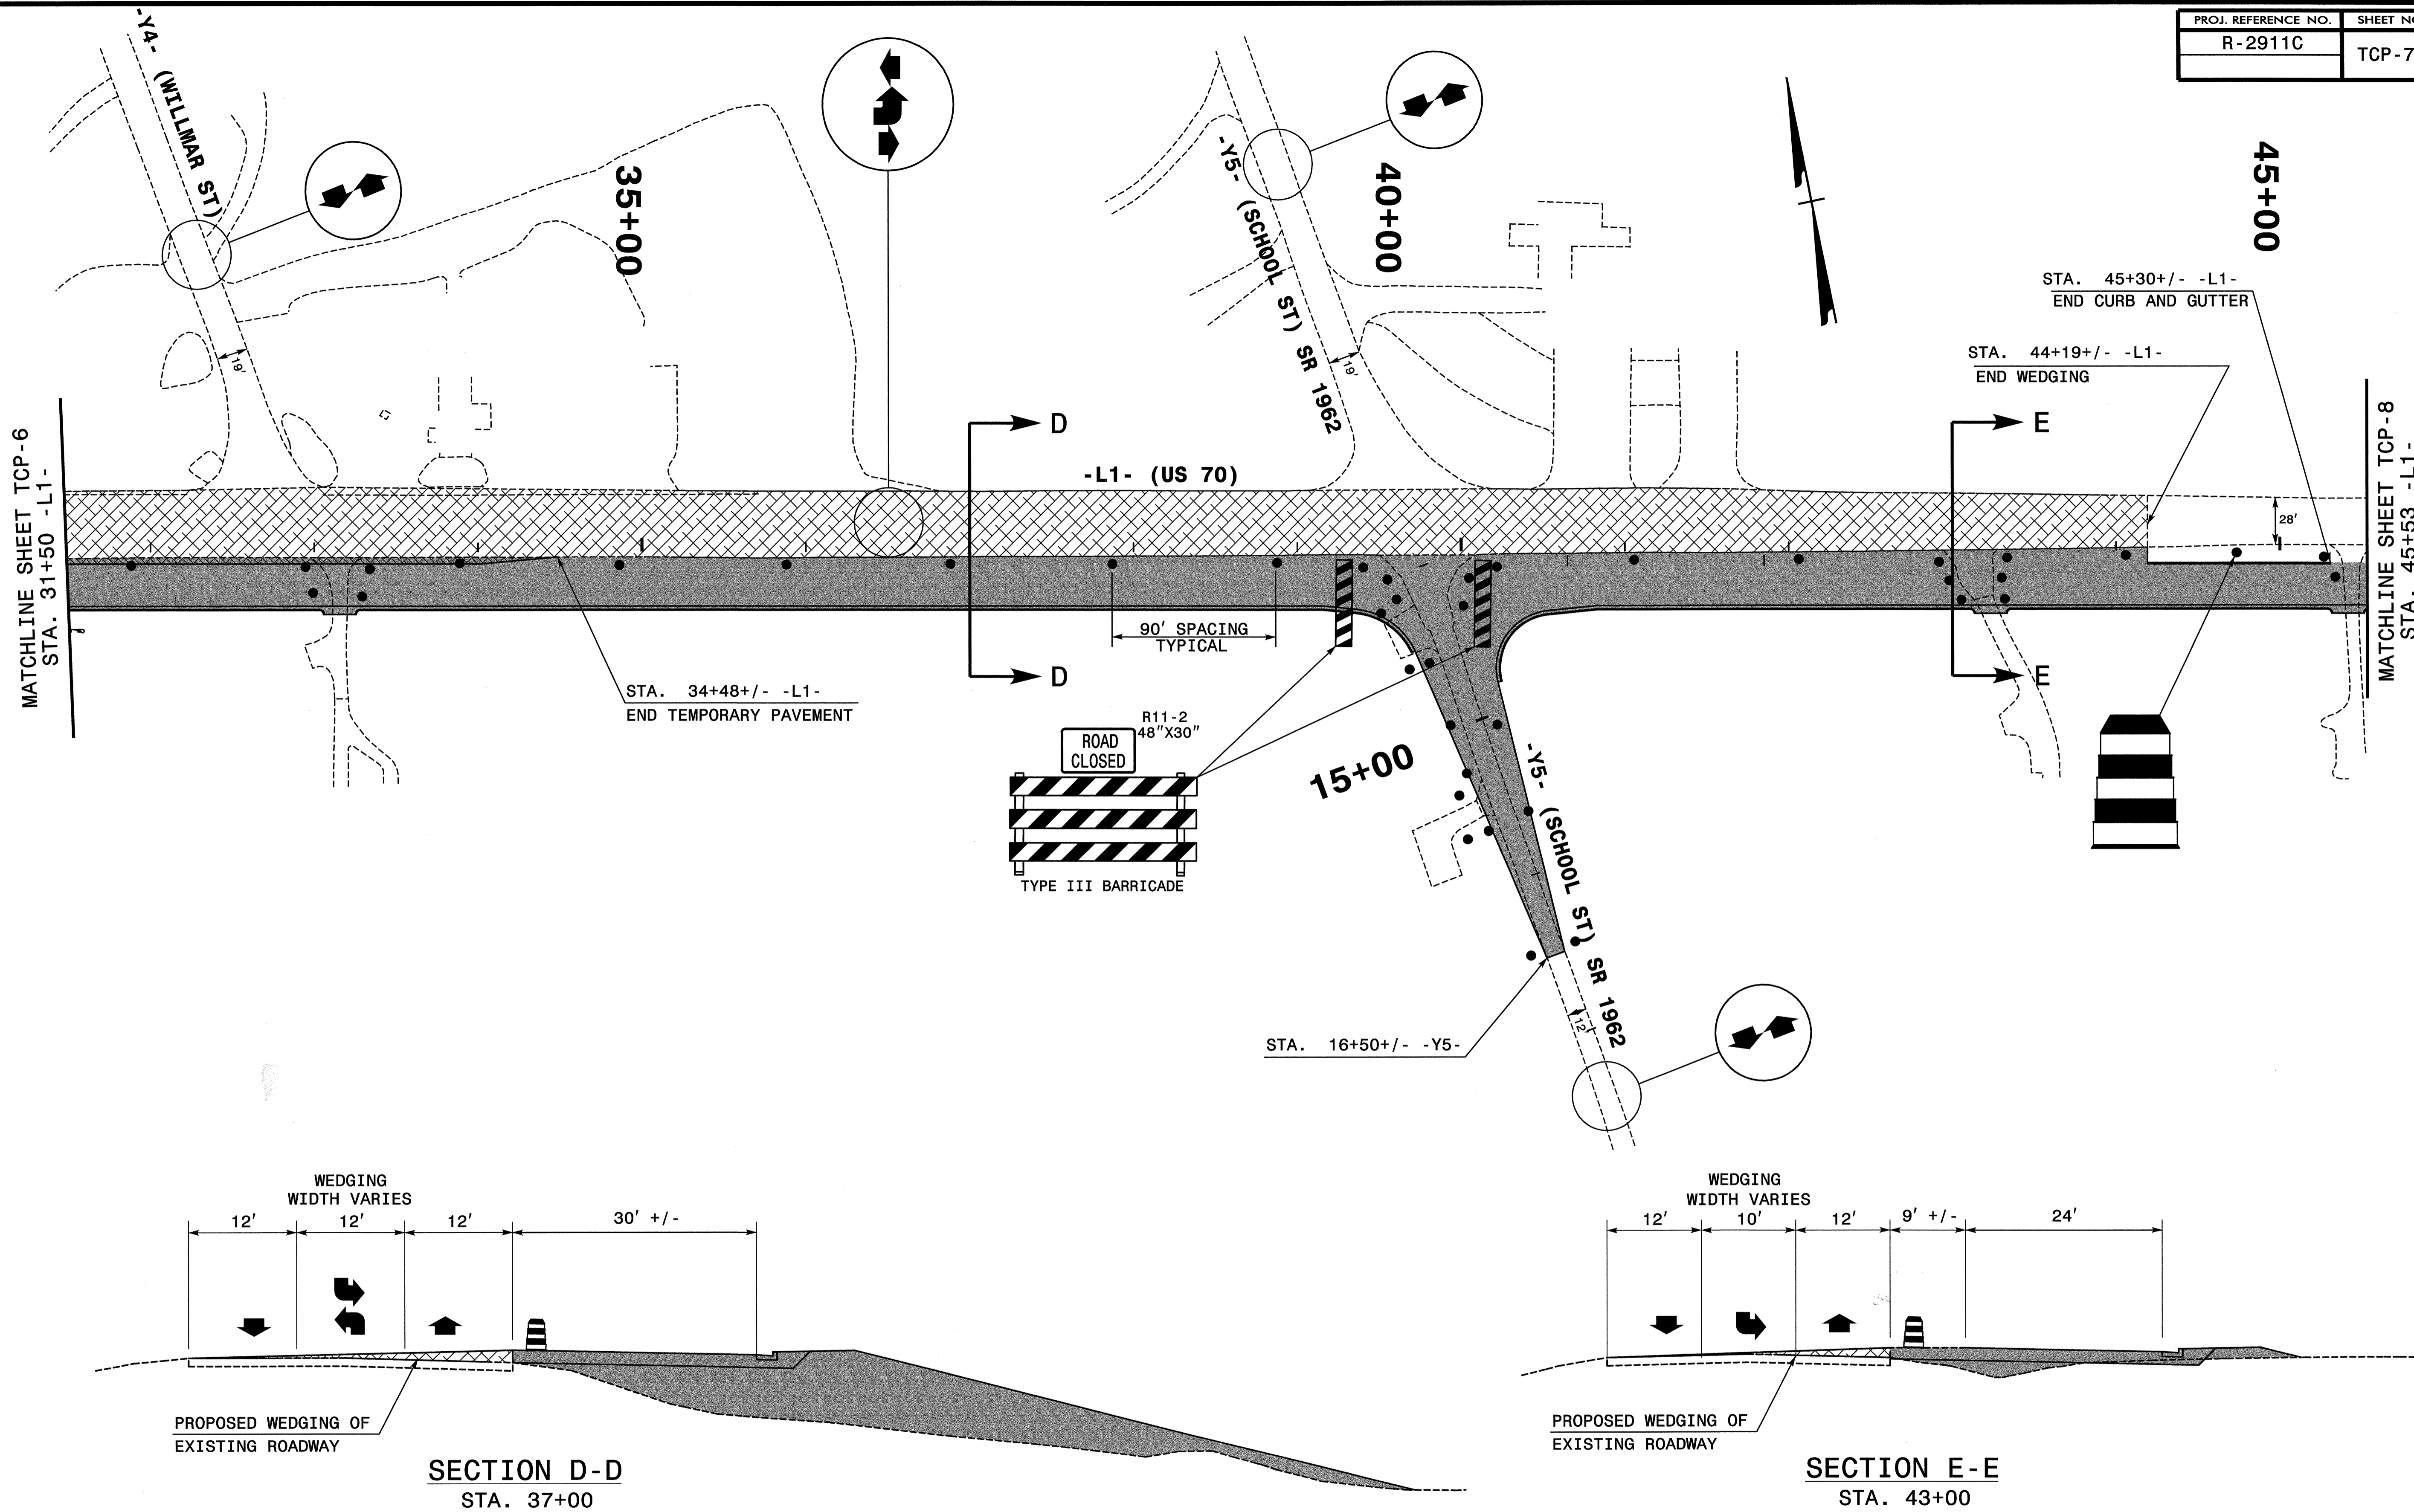 PROJ. REFERENCE NO.
R-2911C
TCP-7
-Y4- (WILLMAR ST)
19'
35+00
-Y5- (SCHOOL ST) SR 1962
19'
40+00
45+00
STA. 45+30+/- -L1-
END CURB AND GUTTER
STA. 44+19+/- -L1-
END WEDGING
MATCHLINE SHEET TCP-6
STA. 31+50 -L1-
D
-L1- (US 70)
E
28'
MATCHLINE SHEET TCP-8
STA. 45+53 -L1-
90' SPACING
TYPICAL
D
E
STA. 34+48+/- -L1-
END TEMPORARY PAVEMENT
R11-2
48"X30"
ROAD
CLOSED
TYPE III BARRICADE
15+00
-Y5- (SCHOOL ST) SR 1962
12'
STA. 16+50+/- -Y5-
WEDGING
WIDTH VARIES
12' 12' 12' 30' +/-
PROPOSED WEDGING OF
EXISTING ROADWAY
SECTION D-D
STA. 37+00
WEDGING
WIDTH VARIES
12' 10' 12' 9' +/- 24'
PROPOSED WEDGING OF
EXISTING ROADWAY
SECTION E-E
STA. 43+00